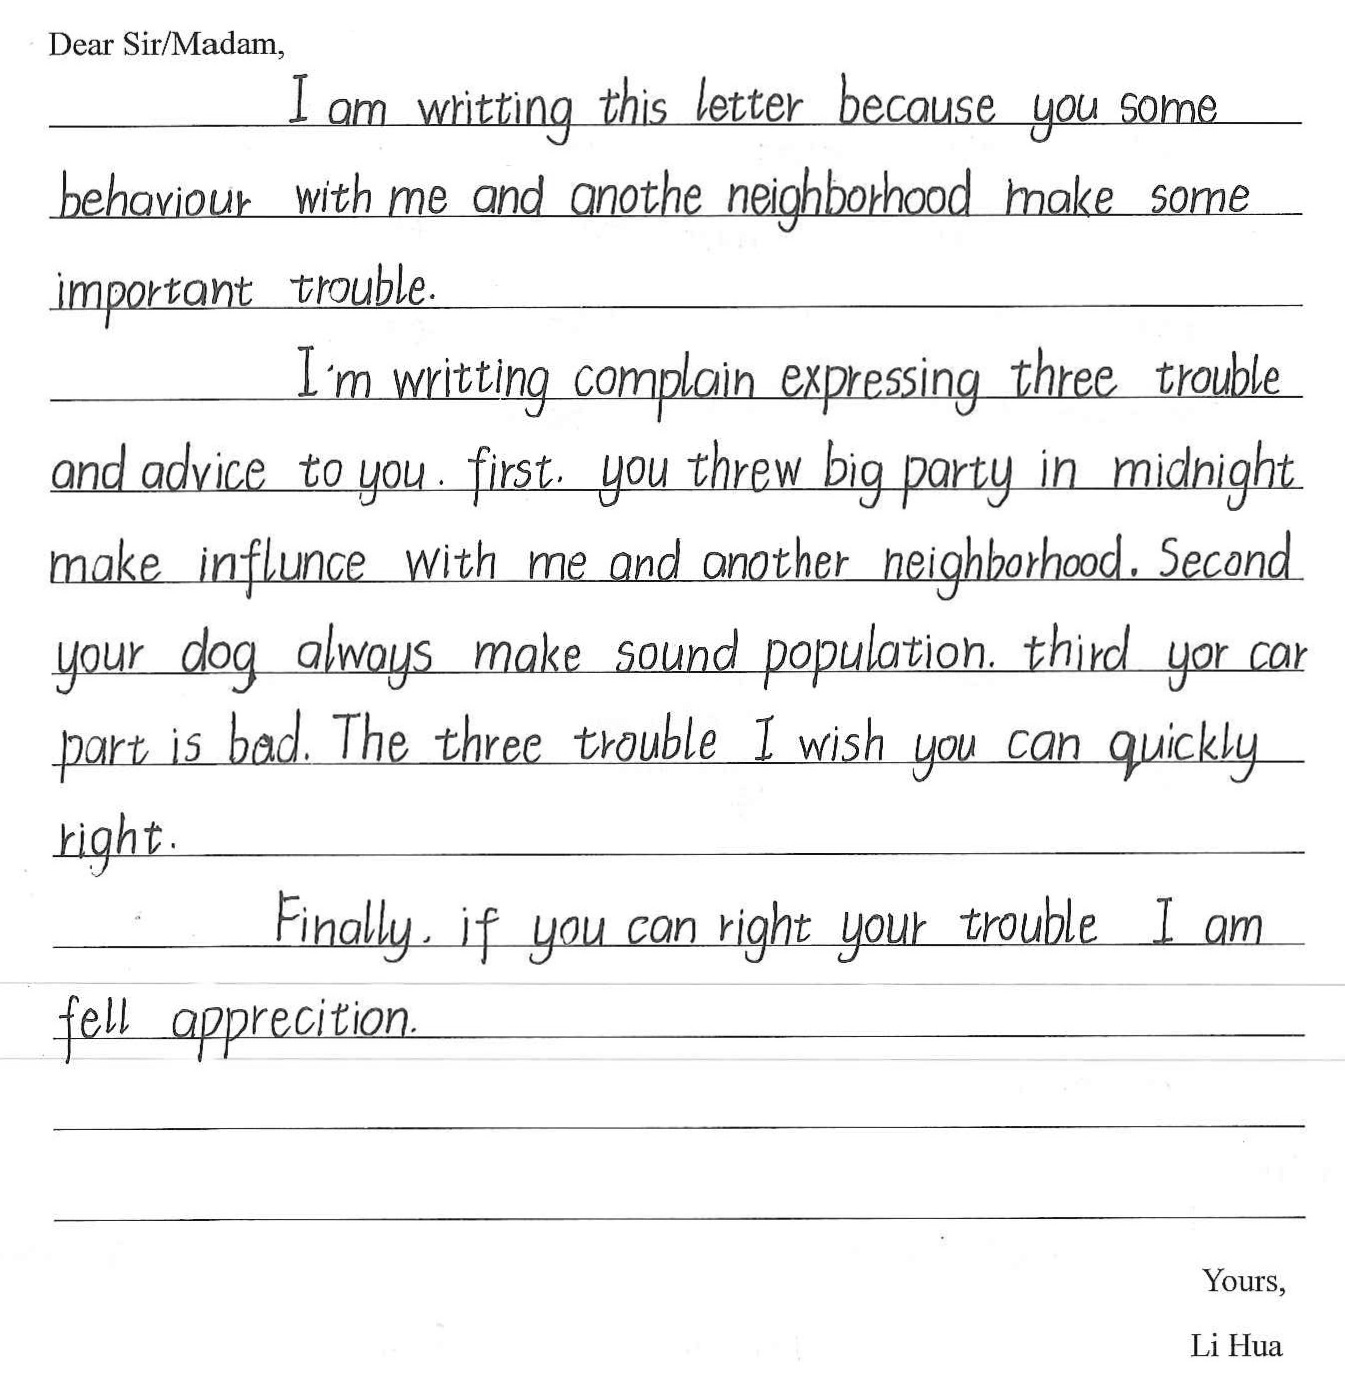 Dear Sir/Madam,
I am writting this letter because you some
behaviour with me and anothe neighborhood make some
important trouble.
I'm writting complain expressing three trouble
and advice to you. first. you threw big party in midnight
make influnce with me and another neighborhood. Second
your dog always make sound population. third yor car
part is bad. The three trouble I wish you can quickly
right.
Finally. if you can right your trouble I am
fell apprecition.
Yours,
Li Hua